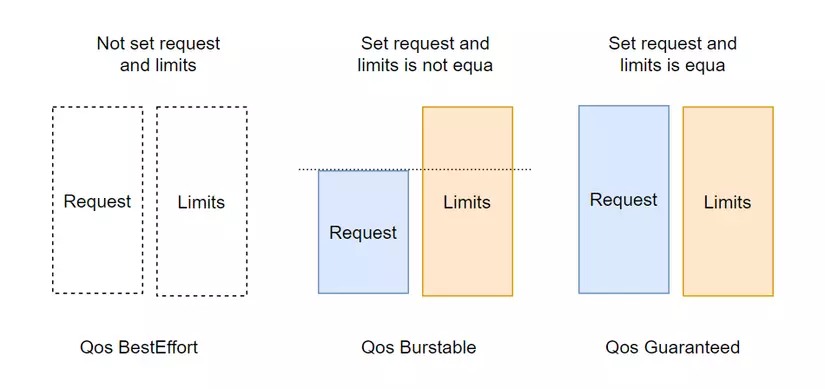 Not set request
and limits
Set request and
limits is not equa
Set request and
limits is equa
Request
Limits
Request
Limits
Request
Limits
Qos BestEffort
Qos Burstable
Qos Guaranteed